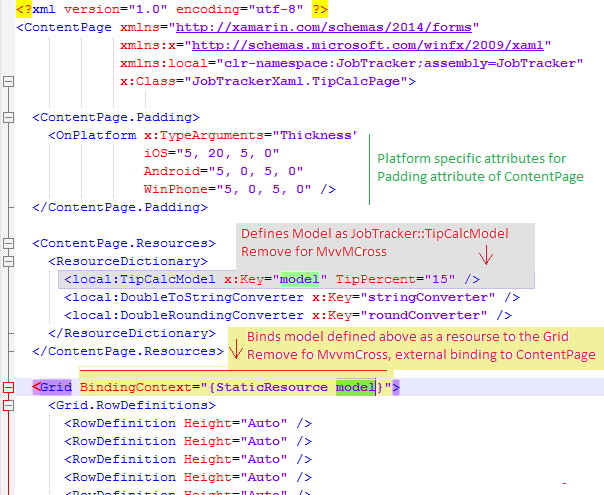 <?xml version="1.0" encoding="utf-8" ?>
<ContentPage xmlns="http://xamarin.com/schemas/2014/forms"
xmlns:x="http://schemas.microsoft.com/winfx/2009/xaml"
xmlns:local="clr-namespace:JobTracker;assembly=JobTracker"
x:Class="JobTrackerXaml.TipCalcPage">
<ContentPage.Padding>
<OnPlatform x:TypeArguments="Thickness"
iOS="5, 20, 5, 0"
Android="5, 0, 5, 0"
WinPhone="5, 0, 5, 0" />
</ContentPage.Padding>
Platform specific attributes for
Padding attribute of ContentPage
Defines Model as JobTracker::TipCalcModel
Remove for MvvMCross
<ContentPage.Resources>
<ResourceDictionary>
<local:TipCalcModel x:Key="model" TipPercent="15" />
<local:DoubleToStringConverter x:Key="stringConverter" />
<local:DoubleRoundingConverter x:Key="roundConverter" />
</ResourceDictionary>
</ContentPage.Resources>
Binds model defined above as a resourse to the Grid
Remove fo MvvmCross, external binding to ContentPage
<Grid BindingContext="{StaticResource model}">
<Grid.RowDefinitions>
<RowDefinition Height="Auto" />
<RowDefinition Height="Auto" />
<RowDefinition Height="Auto" />
<RowDefinition Height="Auto" />
<RowDefinition Height="Auto" />